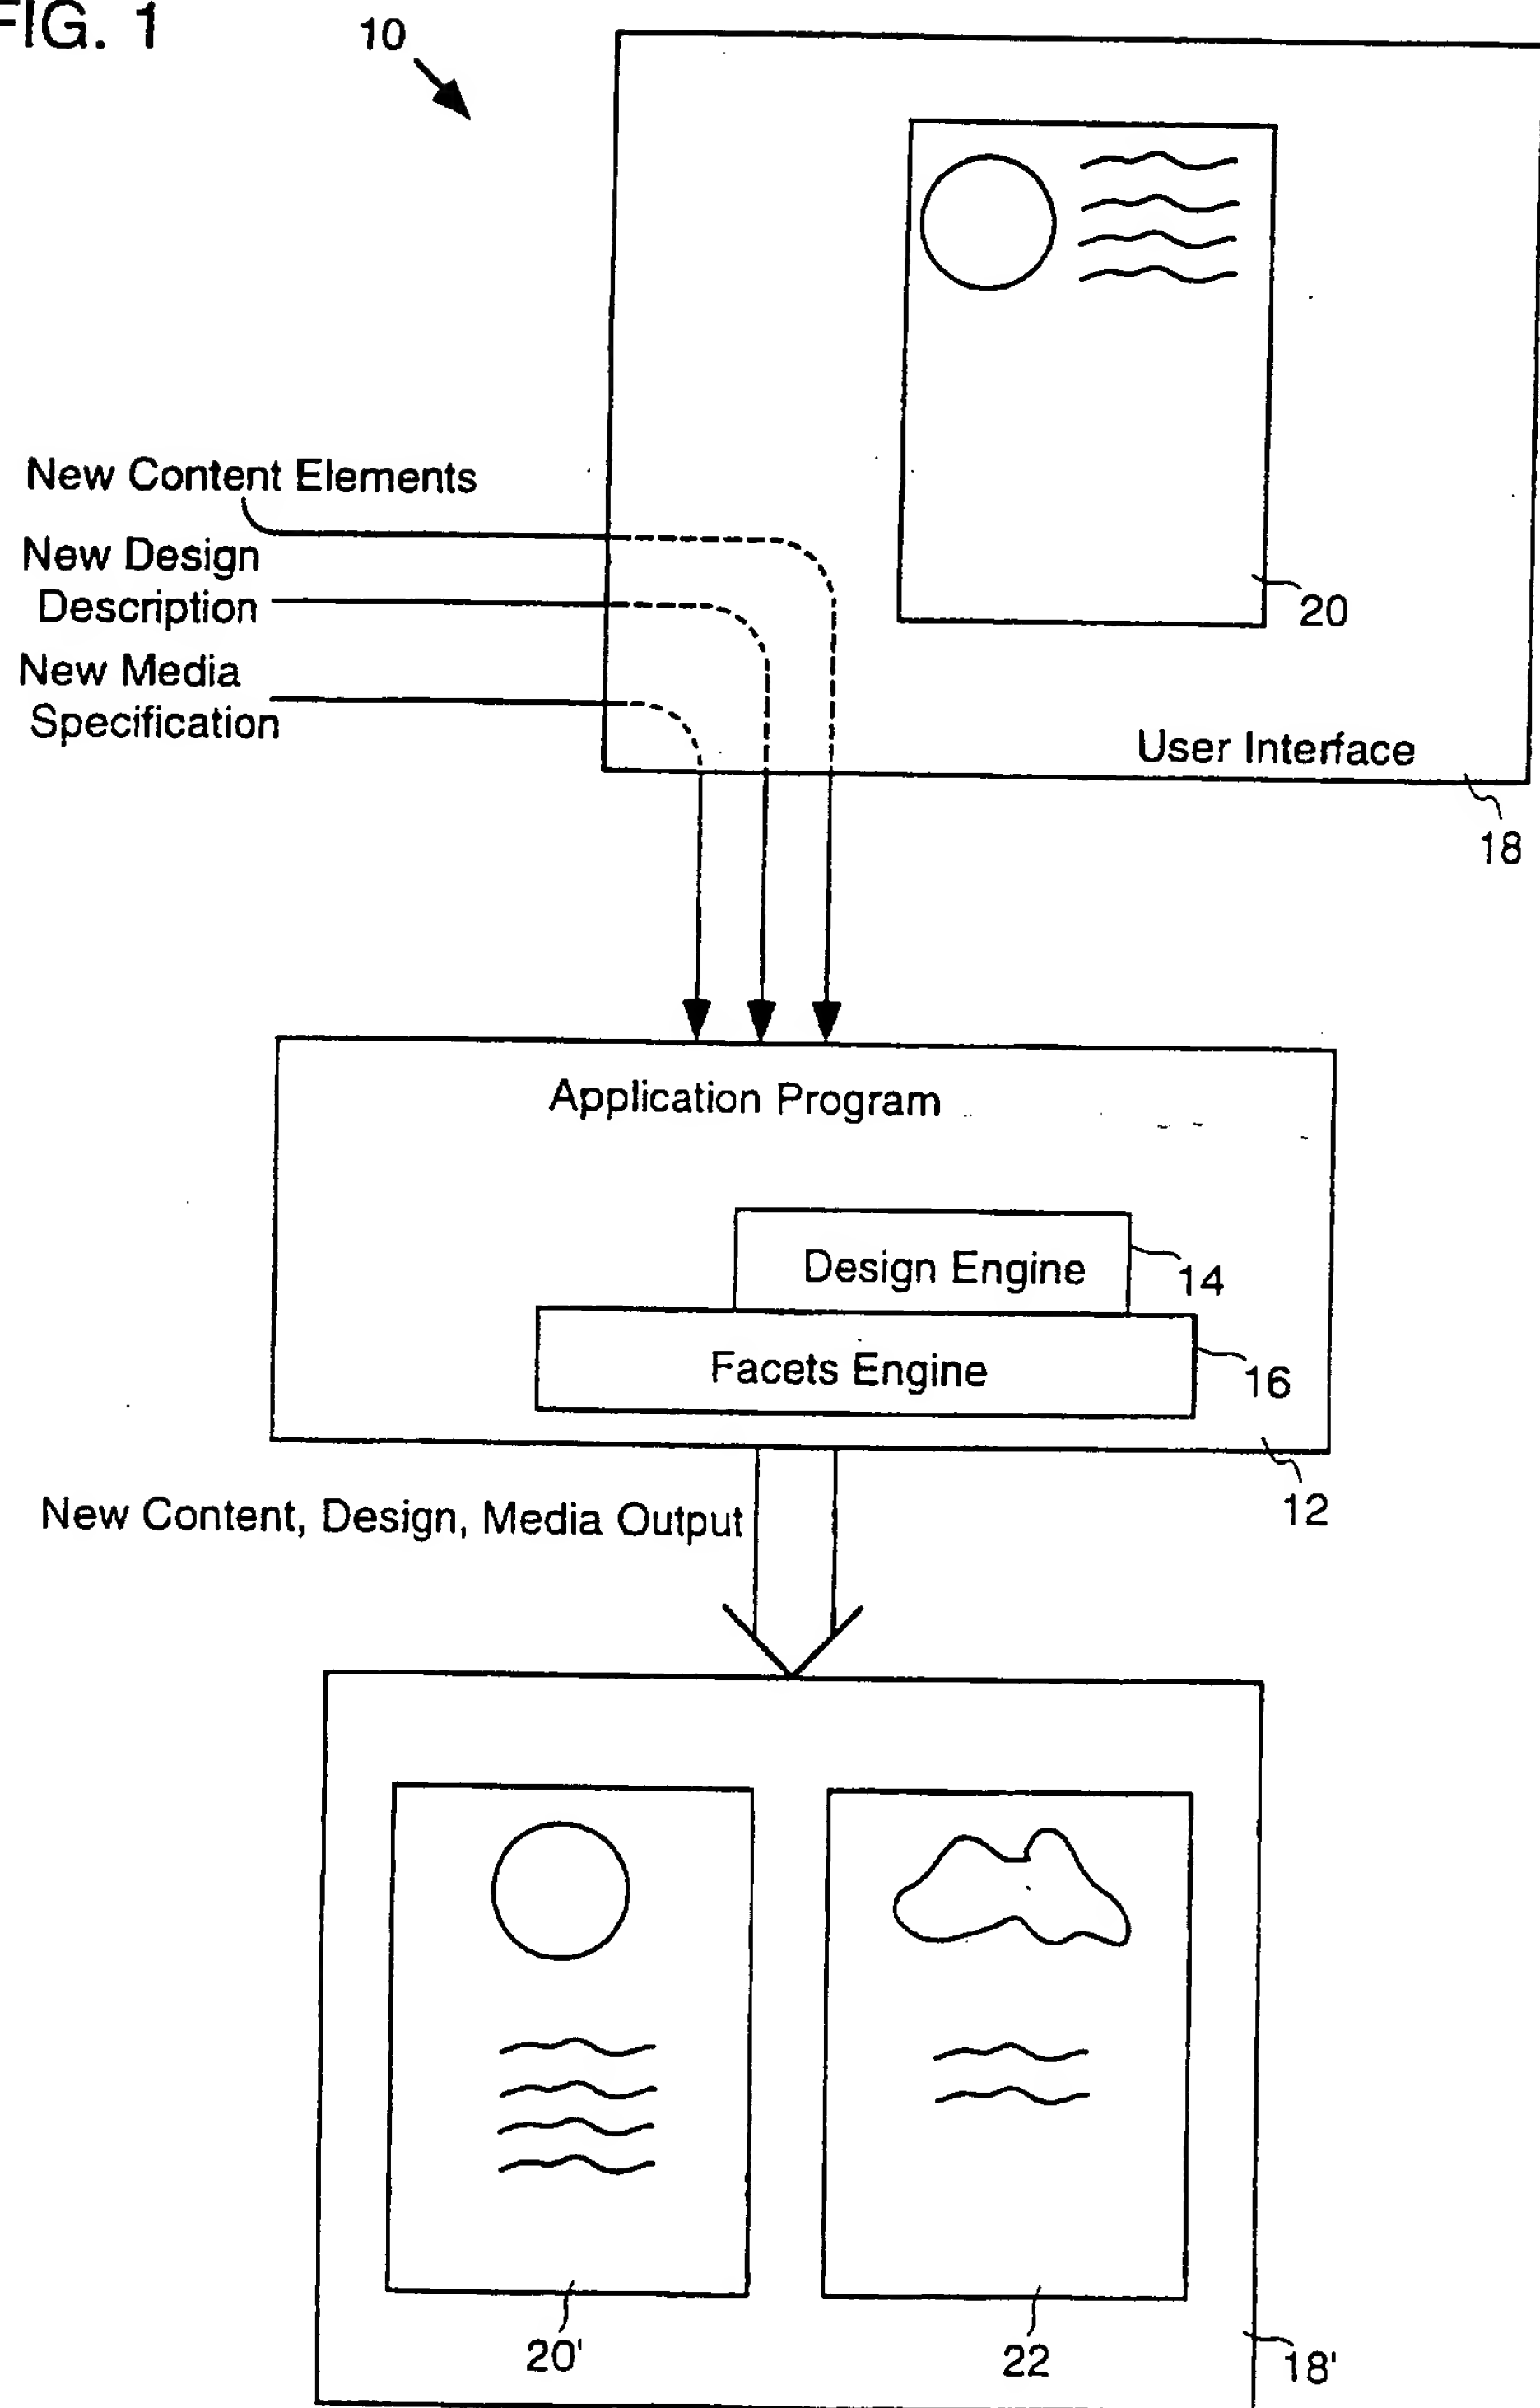 FIG. 1
10
New Content Elements
New Design
Description
New Media
Specification
20
User Interface
18
Application Program
Design Engine
14
Facets Engine
16
12
New Content, Design, Media Output
20'
22
18'